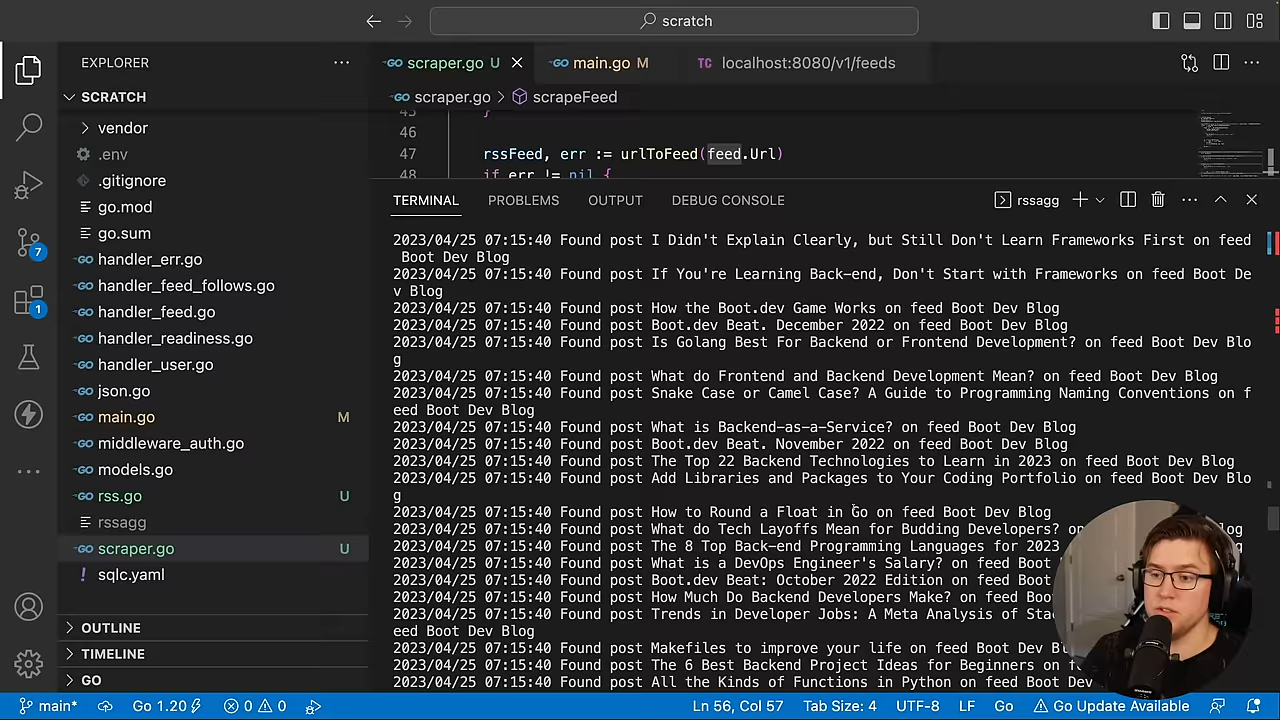 scratch
EXPLORER
SCRATCH
vendor
.env
.gitignore
go.mod
go.sum
handler_err.go
handler_feed_follows.go
handler_feed.go
handler_readiness.go
handler_user.go
json.go
main.go M
middleware_auth.go
models.go
rss.go U
rssagg
scraper.go U
! sqlc.yaml
OUTLINE
TIMELINE
GO
7
1
scraper.go U
main.go M
TC localhost:8080/v1/feeds
scraper.go > scrapeFeed
45 }
46
47 rssFeed, err := urlToFeed(feed.Url)
48 if err != nil {
TERMINAL PROBLEMS OUTPUT DEBUG CONSOLE rssagg
2023/04/25 07:15:40 Found post I Didn't Explain Clearly, but Still Don't Learn Frameworks First on feed
Boot Dev Blog
2023/04/25 07:15:40 Found post If You're Learning Back-end, Don't Start with Frameworks on feed Boot De
v Blog
2023/04/25 07:15:40 Found post How the Boot.dev Game Works on feed Boot Dev Blog
2023/04/25 07:15:40 Found post Boot.dev Beat. December 2022 on feed Boot Dev Blog
2023/04/25 07:15:40 Found post Is Golang Best For Backend or Frontend Development? on feed Boot Dev Blo
g
2023/04/25 07:15:40 Found post What do Frontend and Backend Development Mean? on feed Boot Dev Blog
2023/04/25 07:15:40 Found post Snake Case or Camel Case? A Guide to Programming Naming Conventions on f
eed Boot Dev Blog
2023/04/25 07:15:40 Found post What is Backend-as-a-Service? on feed Boot Dev Blog
2023/04/25 07:15:40 Found post Boot.dev Beat. November 2022 on feed Boot Dev Blog
2023/04/25 07:15:40 Found post The Top 22 Backend Technologies to Learn in 2023 on feed Boot Dev Blog
2023/04/25 07:15:40 Found post Add Libraries and Packages to Your Coding Portfolio on feed Boot Dev Blo
g
2023/04/25 07:15:40 Found post How to Round a Float in Go on feed Boot Dev Blog
2023/04/25 07:15:40 Found post What do Tech Layoffs Mean for Budding Developers?
2023/04/25 07:15:40 Found post The 8 Top Back-end Programming Languages for 2023
2023/04/25 07:15:40 Found post What is a DevOps Engineer's Salary? on feed
2023/04/25 07:15:40 Found post Boot.dev Beat: October 2022 Edition on feed
2023/04/25 07:15:40 Found post How Much Do Backend Developers Make? on feed
2023/04/25 07:15:40 Found post Trends in Developer Jobs: A Meta Analysis of
eed Boot Dev Blog
2023/04/25 07:15:40 Found post Makefiles to improve your life on feed Boot Dev
2023/04/25 07:15:40 Found post The 6 Best Backend Project Ideas for Beginners on
2023/04/25 07:15:40 Found post All the Kinds of Functions in Python on feed Boot Dev
main* Go 1.20 0 0 Ln 56, Col 57 Tab Size: 4 UTF-8 LF Go Go Update Available